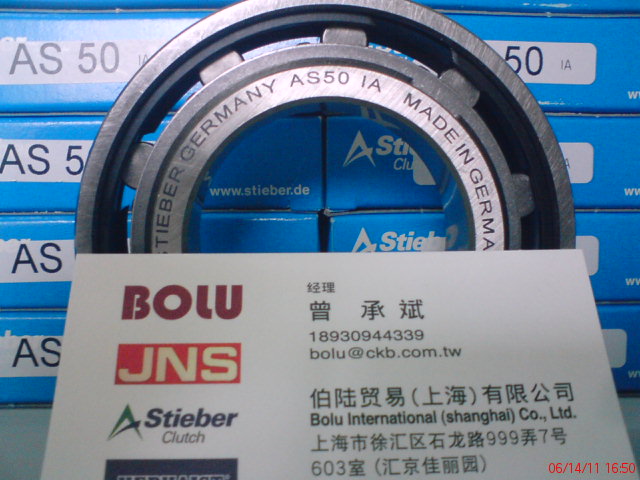 AS 50 IA
50 IA
AS 5
AS
AS
STIEBER GERMANY AS50 IA MADE IN GERMA
Stieber
Clutch
www.stieber.de
Stieb
BOLU
JNS
Stieber
Clutch
经理
曾 承 斌
18930944339
bolu@ckb.com.tw
伯陆贸易(上海)有限公司
Bolu International (shanghai) Co., Ltd.
上海市徐汇区石龙路999弄7号
603室 (汇京佳丽园)
06/14/11 16:50